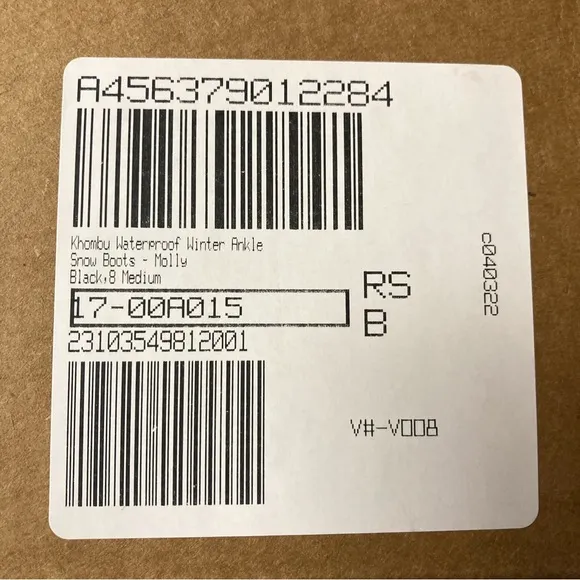 A456379012284
Khombu Waterproof Winter Ankle
Snow Boots - Molly
Black,8 Medium
17-00A015
RS
B
23103549812001
c040322
V#-V008